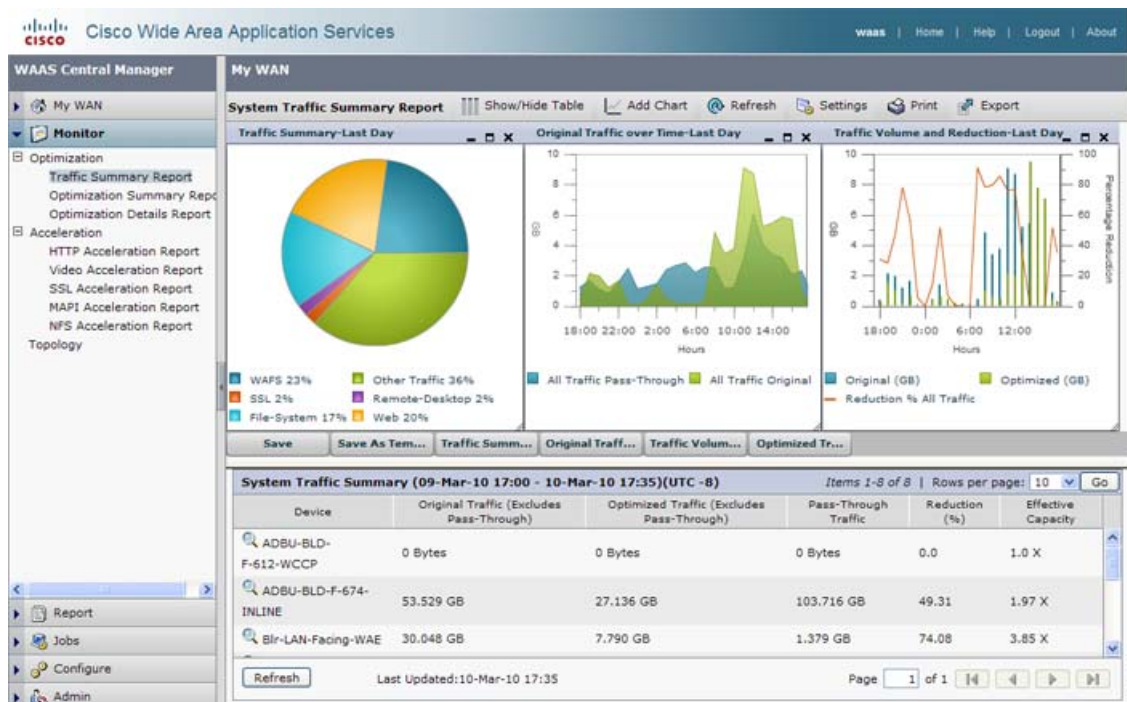 CISCO
Cisco Wide Area Application Services
waas | Home | Help | Logout | About
WAAS Central Manager
My WAN
Monitor
Optimization
Traffic Summary Report
Optimization Summary Repo
Optimization Details Report
Acceleration
HTTP Acceleration Report
Video Acceleration Report
SSL Acceleration Report
MAPI Acceleration Report
NFS Acceleration Report
Topology
Report
Jobs
Configure
Admin
My WAN
System Traffic Summary Report Show/Hide Table Add Chart Refresh Settings Print Export
Traffic Summary-Last Day
WAFS 23% Other Traffic 36%
SSL 2% Remote-Desktop 2%
File-System 17% Web 20%
Original Traffic over Time-Last Day
10
8
6
4
2
0
GB
18:00 22:00 2:00 6:00 10:00 14:00
Hours
All Traffic Pass-Through All Traffic Original
Traffic Volume and Reduction-Last Day
10
8
6
4
2
0
GB
100
80
60
40
20
0
Percentage Reduction
18:00 0:00 6:00 12:00
Hours
Original (GB) Optimized (GB)
Reduction % All Traffic
Save Save As Tem... Traffic Summ... Original Traff... Traffic Volum... Optimized Tr...
System Traffic Summary (09-Mar-10 17:00 - 10-Mar-10 17:35)(UTC -8) Items 1-8 of 8 | Rows per page: 10 Go
Device Original Traffic (Excludes Pass-Through) Optimized Traffic (Excludes Pass-Through) Pass-Through Traffic Reduction (%) Effective Capacity
ADBU-BLD-F-612-WCCP 0 Bytes 0 Bytes 0 Bytes 0.0 1.0 X
ADBU-BLD-F-674-INLINE 53.529 GB 27.136 GB 103.716 GB 49.31 1.97 X
Blr-LAN-Facing-WAE 30.048 GB 7.790 GB 1.379 GB 74.08 3.85 X
Refresh Last Updated:10-Mar-10 17:35 Page 1 of 1